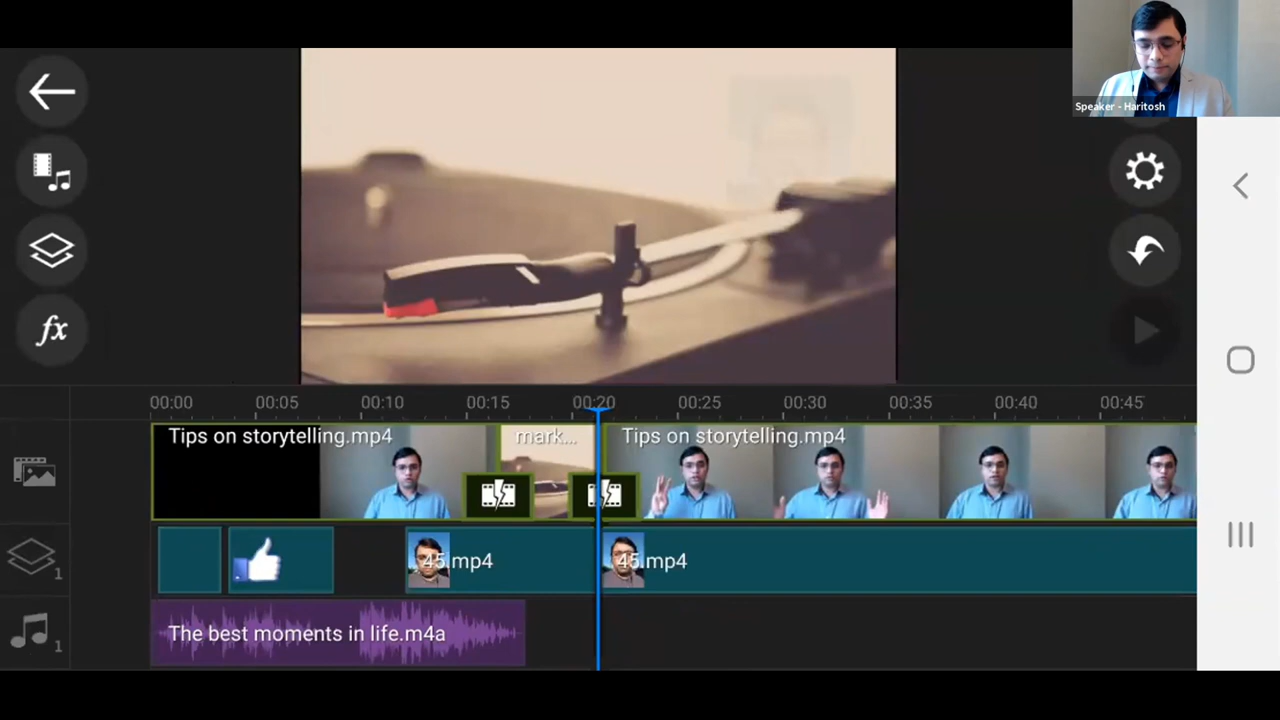 Speaker - Haritosh
fx
00:00 00:05 00:10 00:15 00:20 00:25 00:30 00:35 00:40 00:45
Tips on storytelling.mp4 mark... Tips on storytelling.mp4
45.mp4 45.mp4
1
The best moments in life.m4a
1